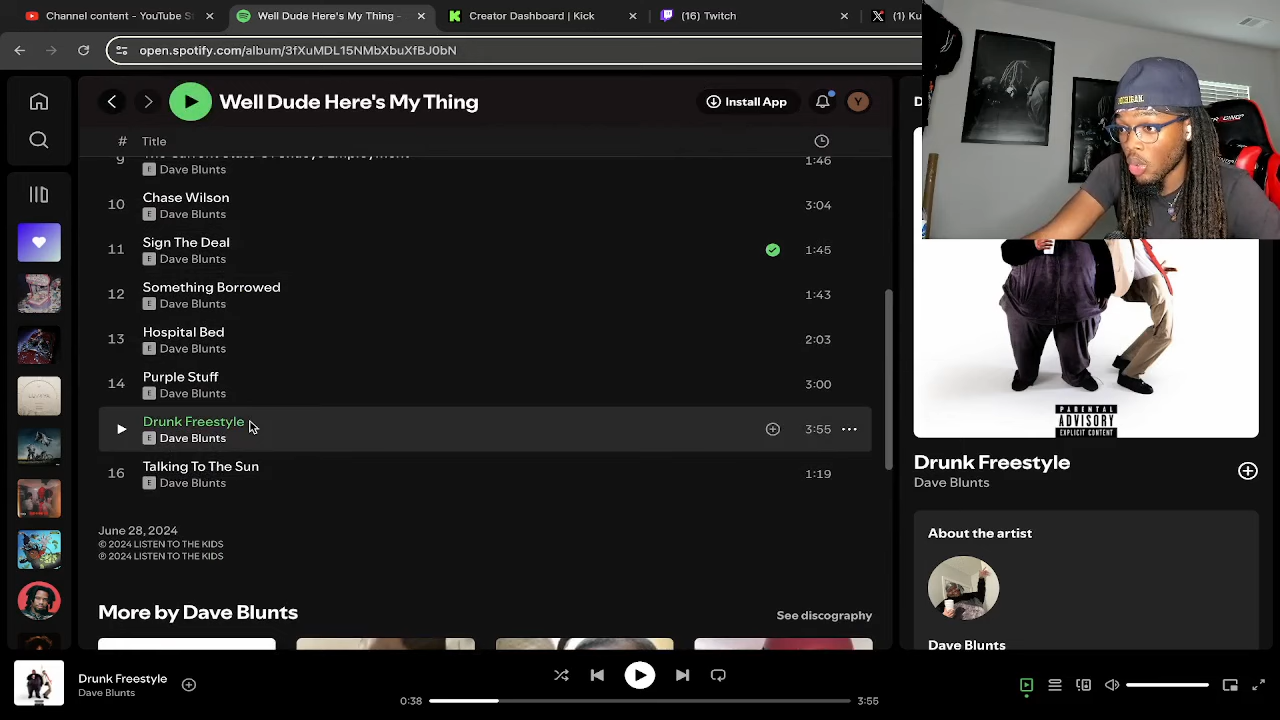 Channel content - YouTube S
Well Dude Here's My Thing -
Creator Dashboard | Kick
(16) Twitch
open.spotify.com/album/3fXuMDL15NMbXbuXfBJ0bN
Well Dude Here's My Thing
Install App
Y
# Title
9
Dave Blunts
1:46
10
Chase Wilson
E Dave Blunts
3:04
11
Sign The Deal
E Dave Blunts
1:45
12
Something Borrowed
E Dave Blunts
1:43
13
Hospital Bed
E Dave Blunts
2:03
14
Purple Stuff
E Dave Blunts
3:00
Drunk Freestyle
E Dave Blunts
3:55
16
Talking To The Sun
E Dave Blunts
1:19
June 28, 2024
© 2024 LISTEN TO THE KIDS
℗ 2024 LISTEN TO THE KIDS
More by Dave Blunts
See discography
PARENTAL
ADVISORY
EXPLICIT CONTENT
Drunk Freestyle
Dave Blunts
About the artist
Dave Blunts
Drunk Freestyle
Dave Blunts
0:38
3:55